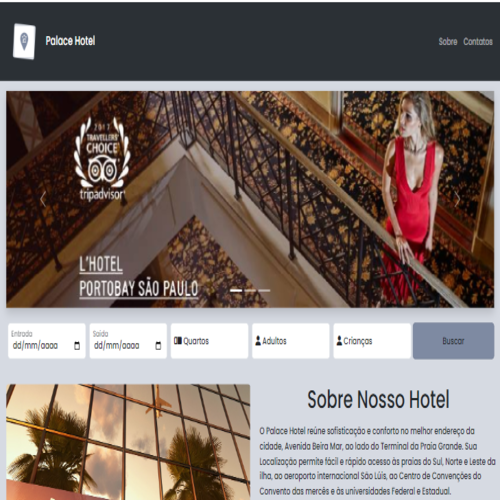 Palace Hotel
Sobre Contatos
2017
TRAVELLERS'
CHOICE
tripadvisor
L'HOTEL
PORTOBAY SÃO PAULO
Entrada
dd/mm/aaaa
Saída
dd/mm/aaaa
Quartos
Adultos
Crianças
Buscar
Sobre Nosso Hotel
O Palace Hotel reúne sofisticação e conforto no melhor endereço da
cidade, Avenida Beira Mar, ao lado do Terminal da Praia Grande. Sua
Localização permite fácil e rápido acesso às praias do Sul, Norte e Leste da
ilha, ao aeroporto internacional São Lúis, ao Centro de Convenções do
Convento das mercês e às universidades Federal e Estadual.